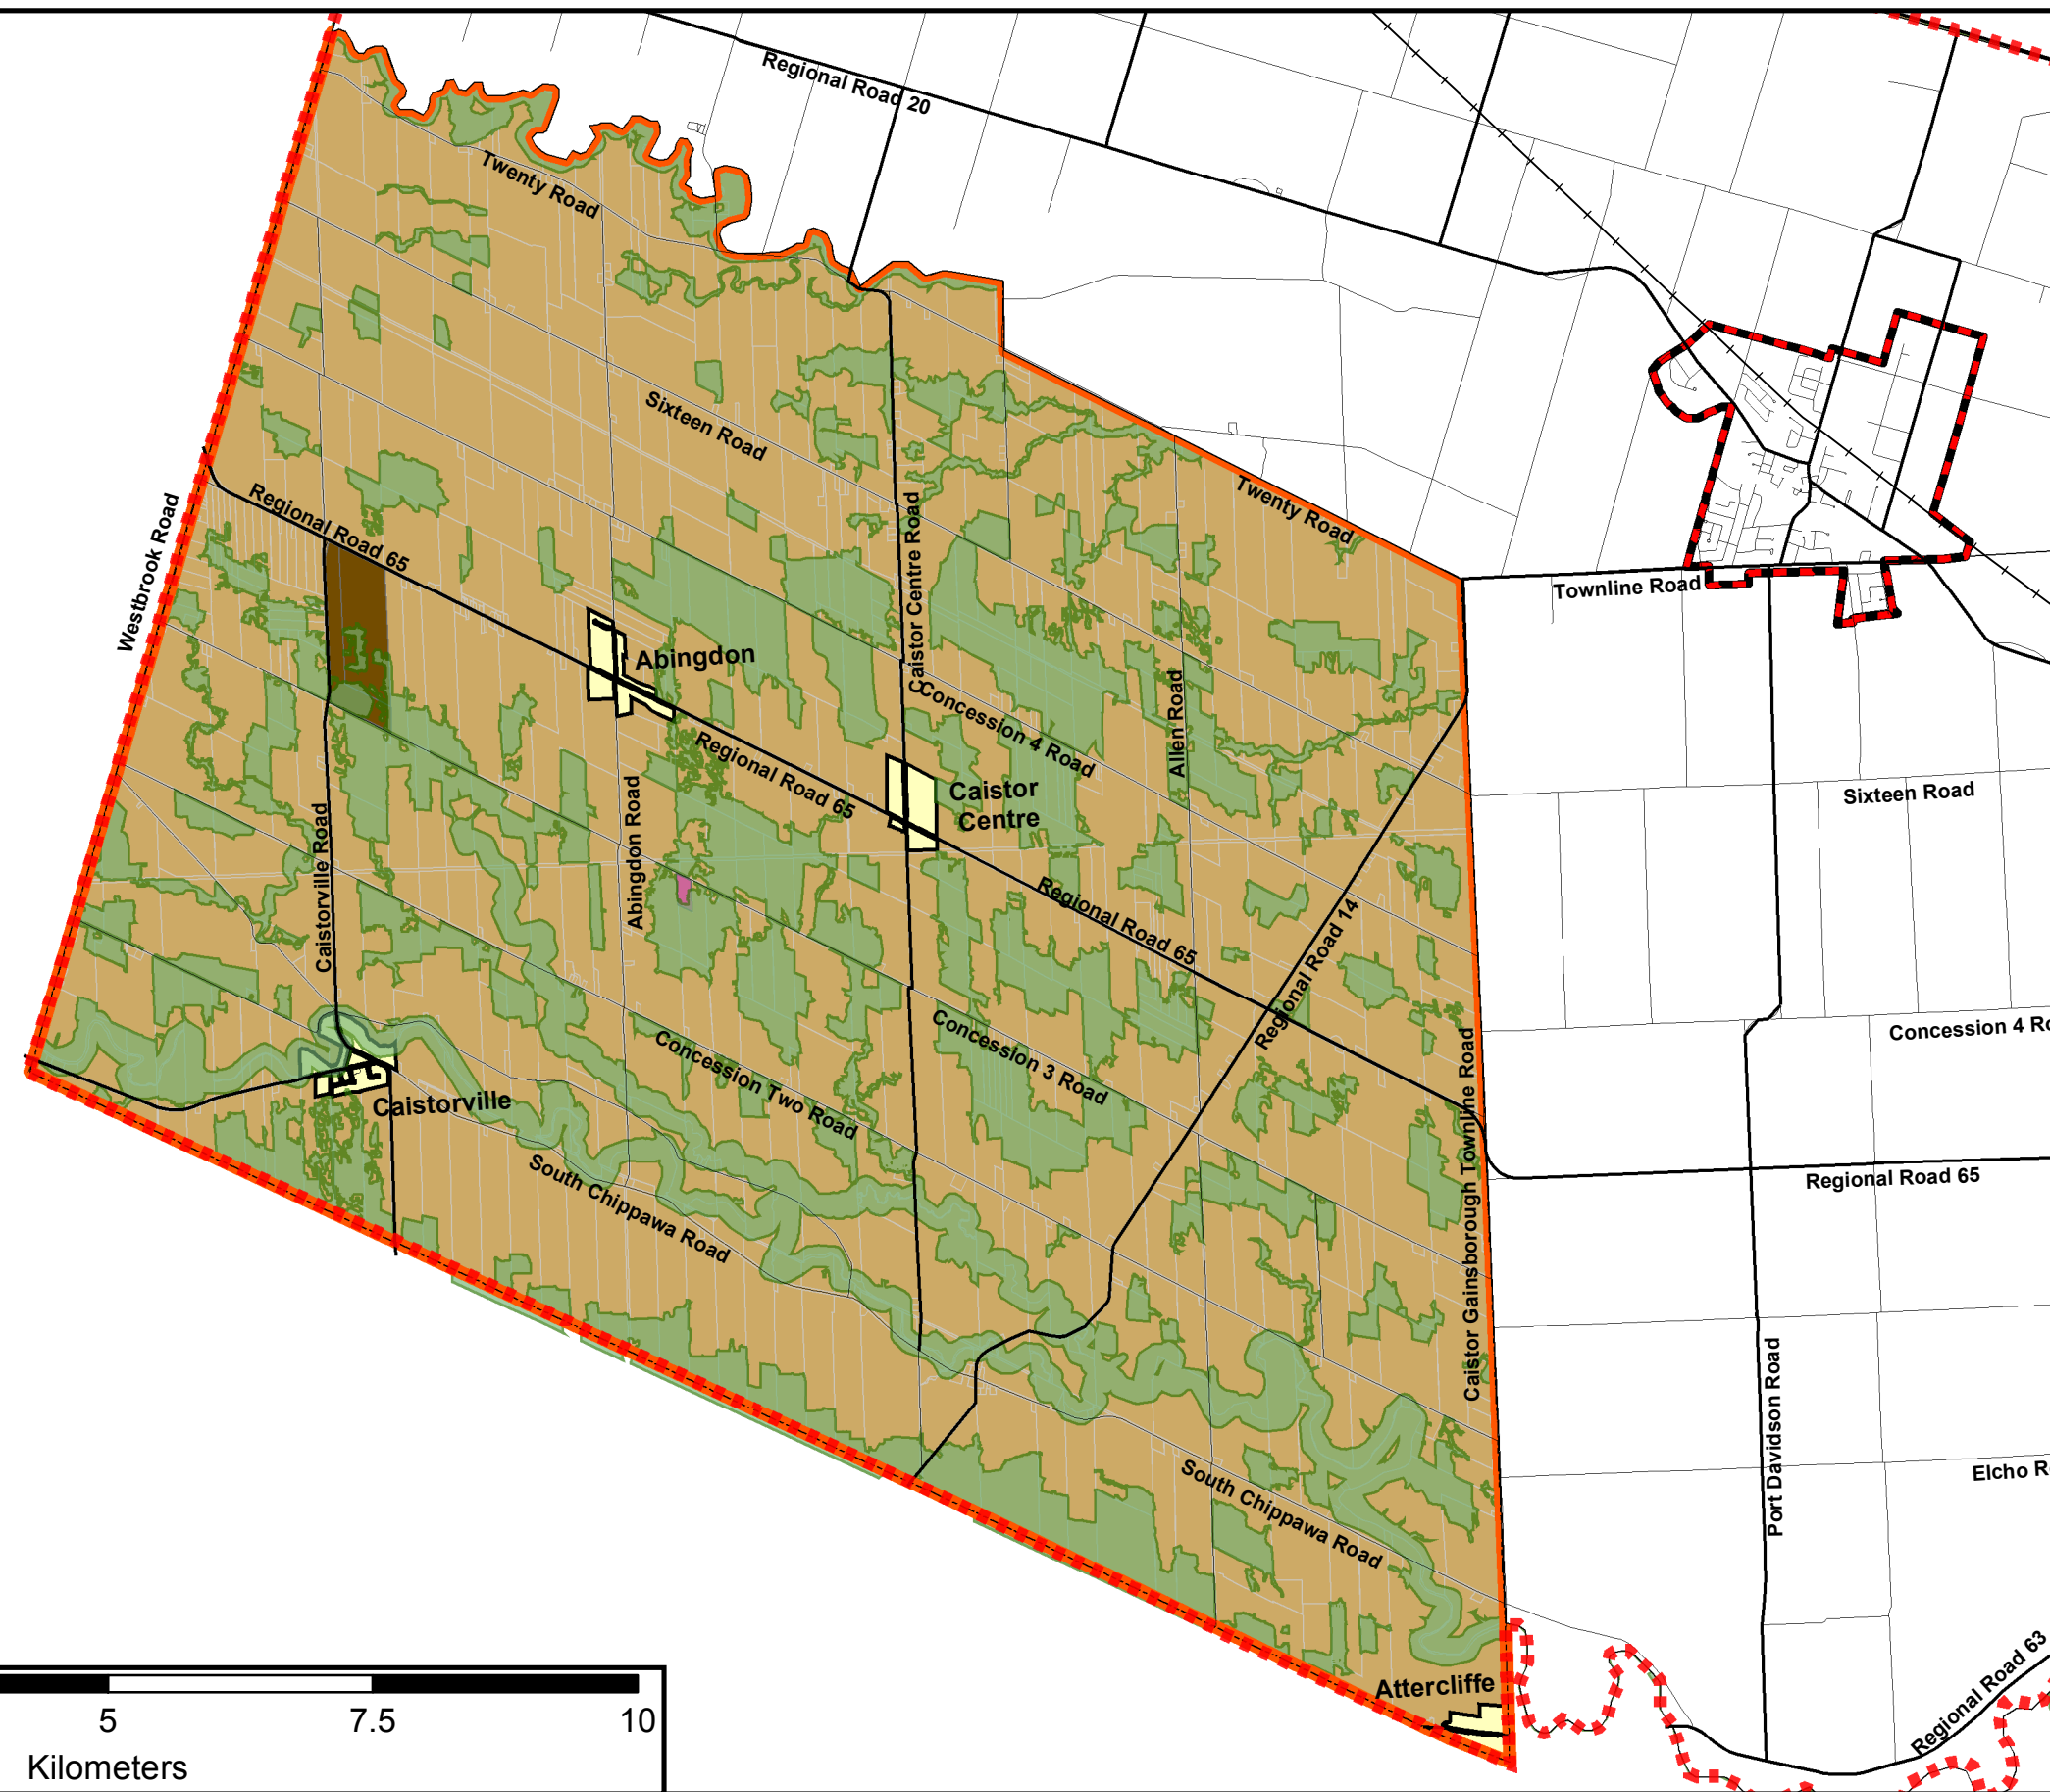 Regional Road 20
Twenty Road
Sixteen Road
Twenty Road
Regional Road 65
Westbrook Road
Caistor Centre Road
Townline Road
Abingdon
Concession 4 Road
Allen Road
Regional Road 65
Caistor
Centre
Sixteen Road
Abingdon Road
Caistorville Road
Regional Road 65
Regional Road 14
Concession 4 Ro
Concession 3 Road
Concession Two Road
Caistorville
Caistor Gainsborough Townline Road
Regional Road 65
South Chippawa Road
Port Davidson Road
South Chippawa Road
Elcho R
Attercliffe
Regional Road 63
5 7.5 10
Kilometers